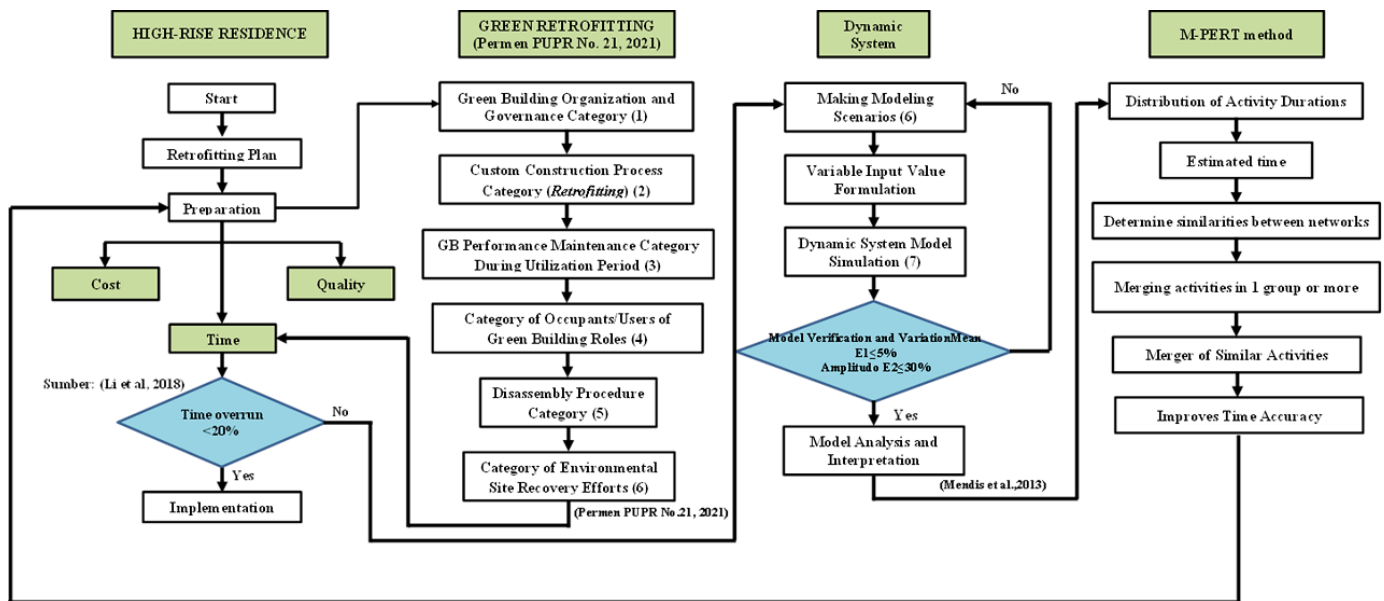 HIGH-RISE RESIDENCE
Start
Retrofitting Plan
Preparation
Cost
Quality
Time
Sumber: (Li et al, 2018)
Time overrun
<20%
No
Yes
Implementation
GREEN RETROFITTING
(Permen PUPR No. 21, 2021)
Green Building Organization and
Governance Category (1)
Custom Construction Process
Category (Retrofitting) (2)
GB Performance Maintenance Category
During Utilization Period (3)
Category of Occupants/Users of
Green Building Roles (4)
Disassembly Procedure
Category (5)
Category of Environmental
Site Recovery Efforts (6)
(Permen PUPR No.21, 2021)
Dynamic
System
Making Modeling
Scenarios (6)
No
Variable Input Value
Formulation
Dynamic System Model
Simulation (7)
Model Verification and VariationMean
E1≤5%
Amplitudo E2≤30%
Yes
Model Analysis and
Interpretation
(Mendis et al.,2013)
M-PERT method
Distribution of Activity Durations
Estimated time
Determine similarities between networks
Merging activities in 1 group or more
Merger of Similar Activities
Improves Time Accuracy